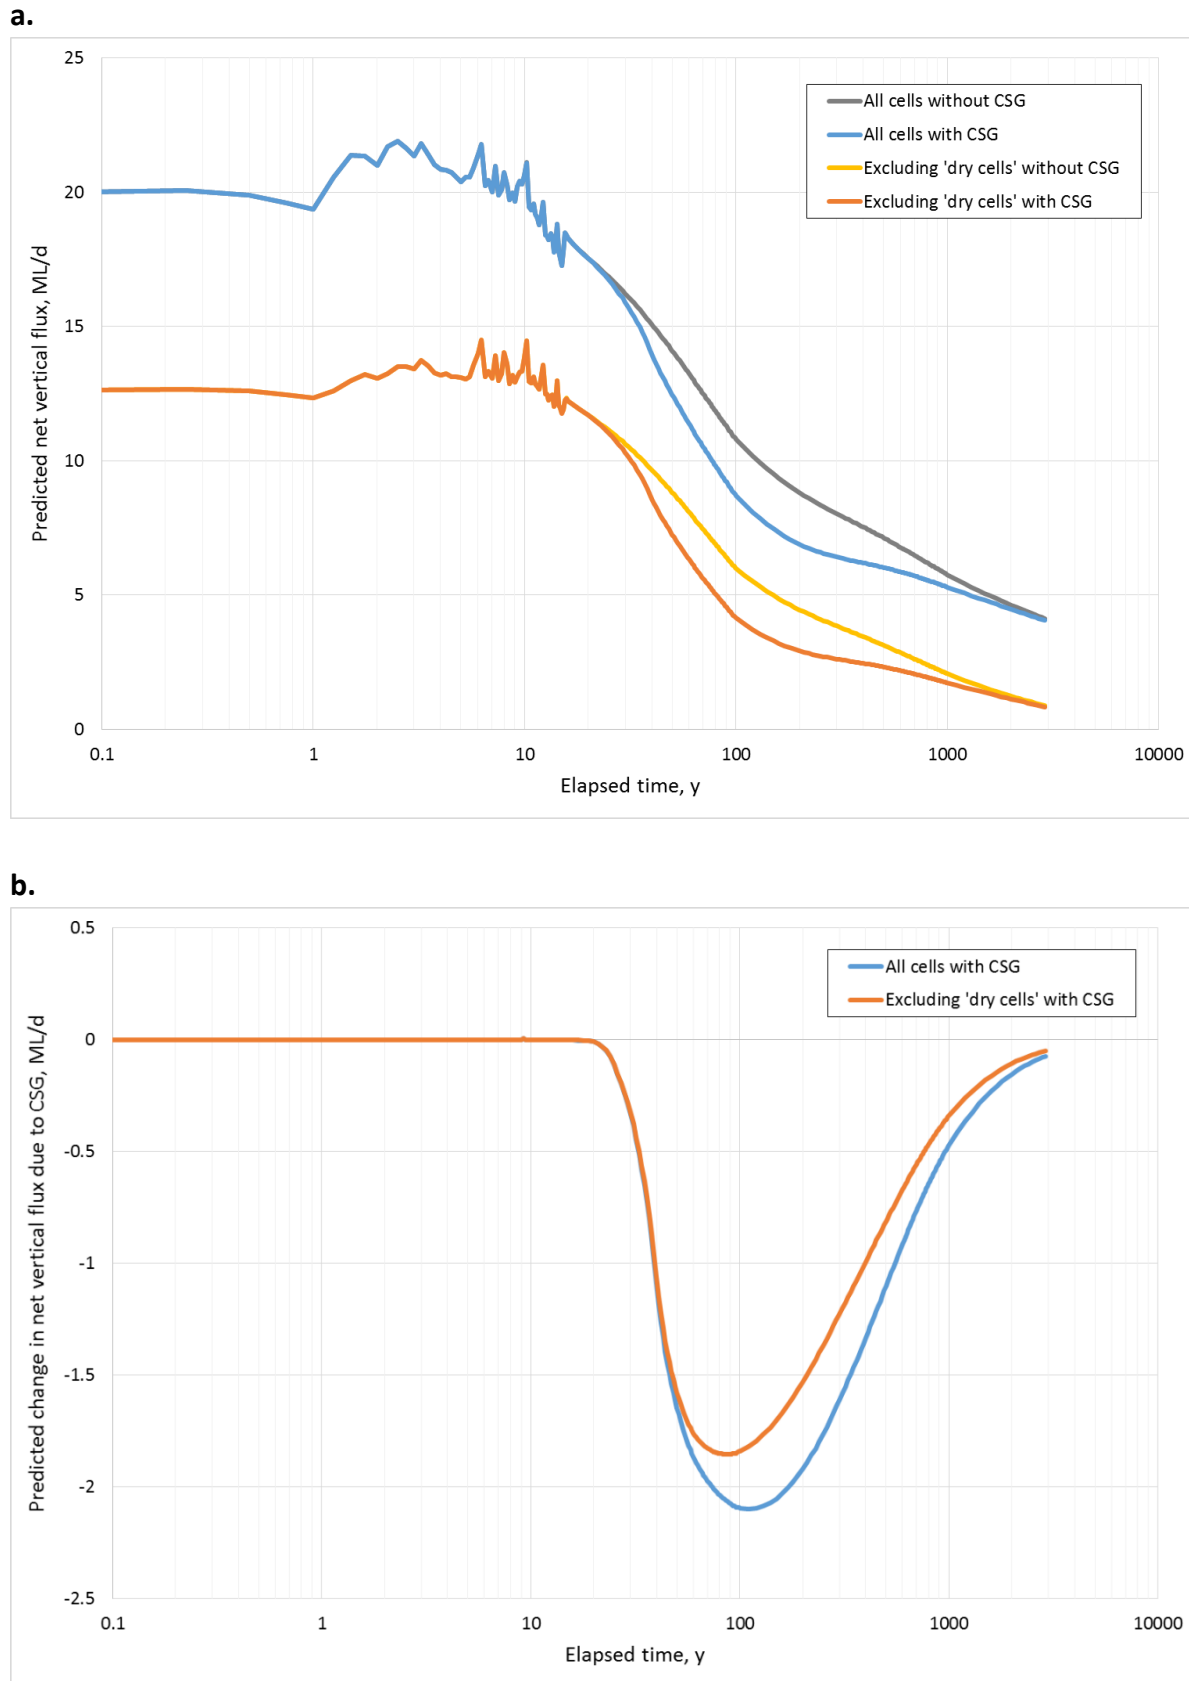 a.
25
20
15
10
5
0
Predicted net vertical flux, ML/d
All cells without CSG
All cells with CSG
Excluding 'dry cells' without CSG
Excluding 'dry cells' with CSG
0.1 1 10 100 1000 10000
Elapsed time, y
b.
0.5
0
-0.5
-1
-1.5
-2
-2.5
Predicted change in net vertical flux due to CSG, ML/d
All cells with CSG
Excluding 'dry cells' with CSG
0.1 1 10 100 1000 10000
Elapsed time, y